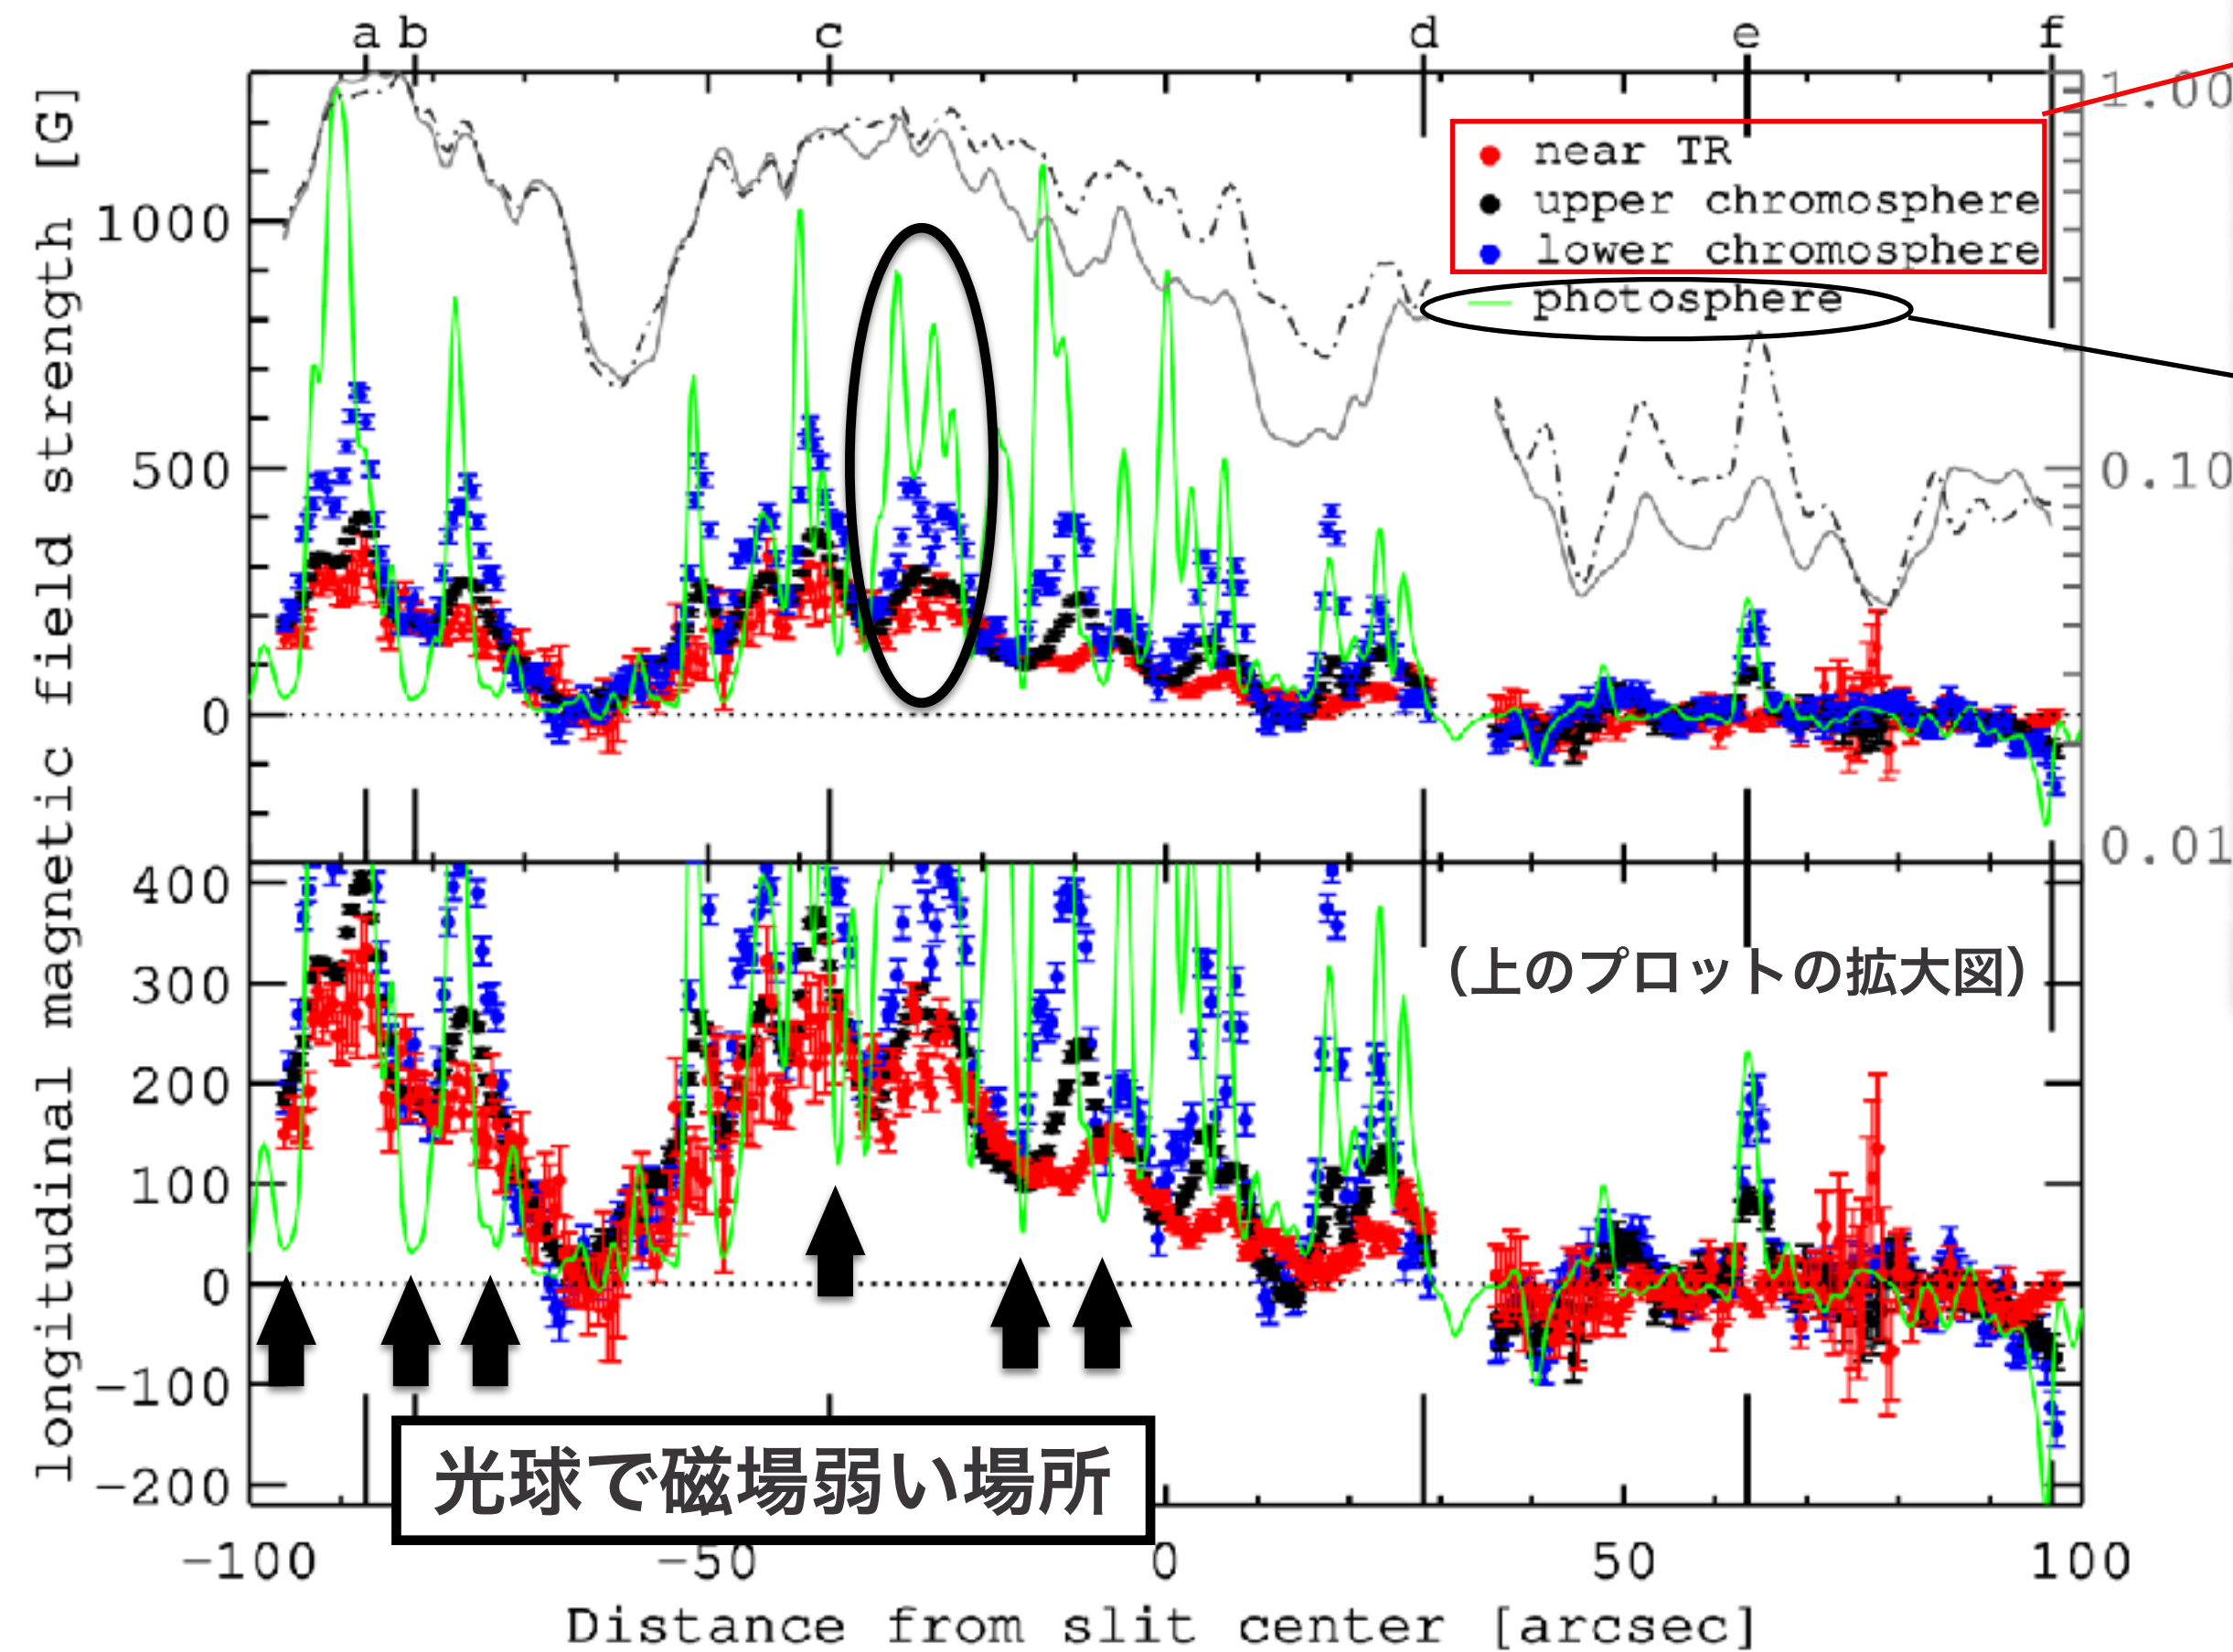 a b c d e f
longitudinal magnetic field strength [G]
1.00
near TR
upper chromosphere
1000
lower chromosphere
photosphere
500
0.10
0
0.01
400
(上のプロットの拡大図)
300
200
100
0
-100
光球で磁場弱い場所
-200
-100 -50 0 50 100
Distance from slit center [arcsec]